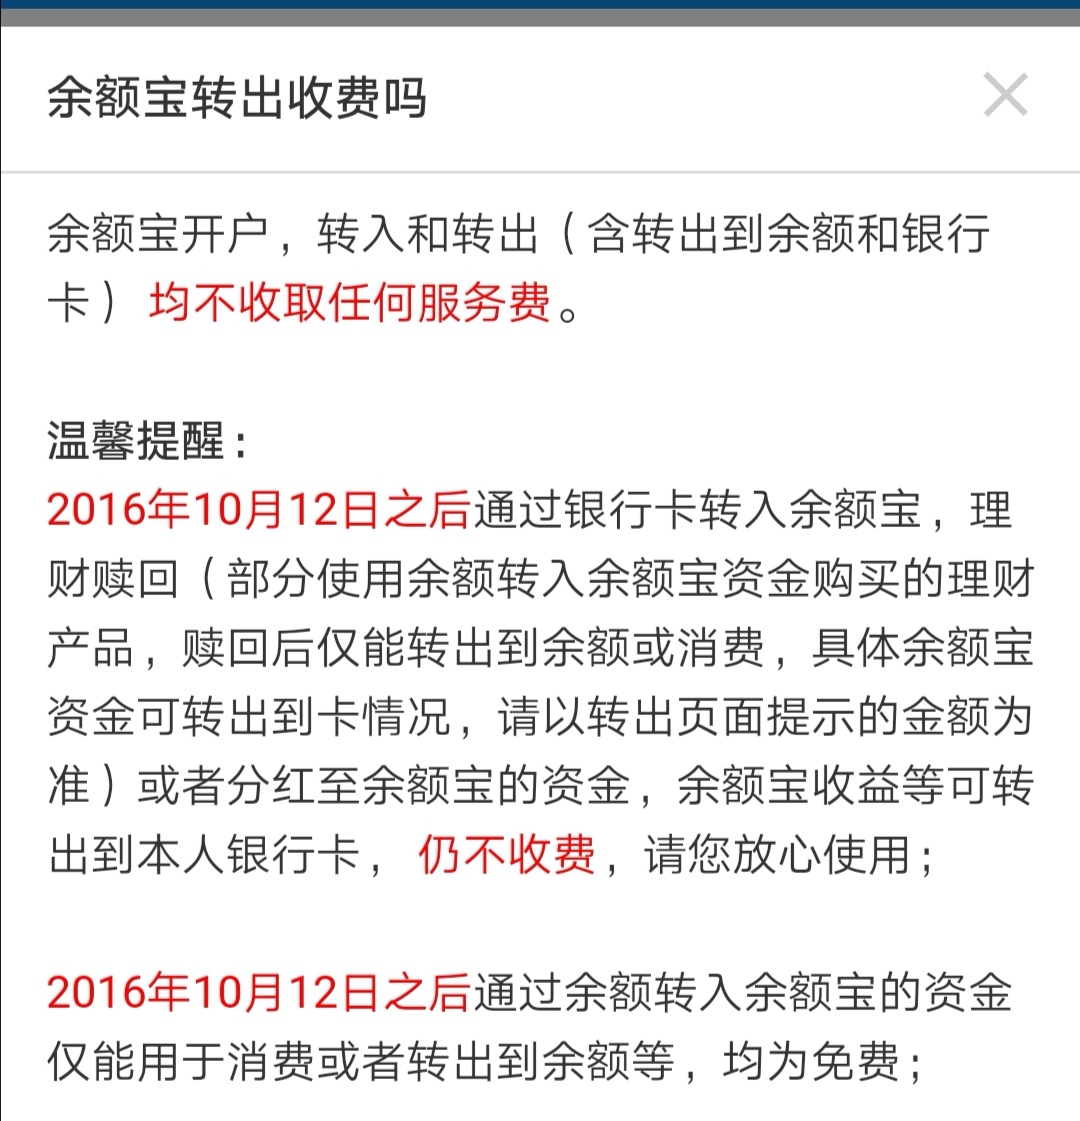 余额宝转出收费吗
余额宝开户，转入和转出（含转出到余额和银行
卡）均不收取任何服务费。
温馨提醒：
2016年10月12日之后通过银行卡转入余额宝，理
财赎回（部分使用余额转入余额宝资金购买的理财
产品，赎回后仅能转出到余额或消费，具体余额宝
资金可转出到卡情况，请以转出页面提示的金额为
准）或者分红至余额宝的资金，余额宝收益等可转
出到本人银行卡，仍不收费，请您放心使用；
2016年10月12日之后通过余额转入余额宝的资金
仅能用于消费或者转出到余额等，均为免费；